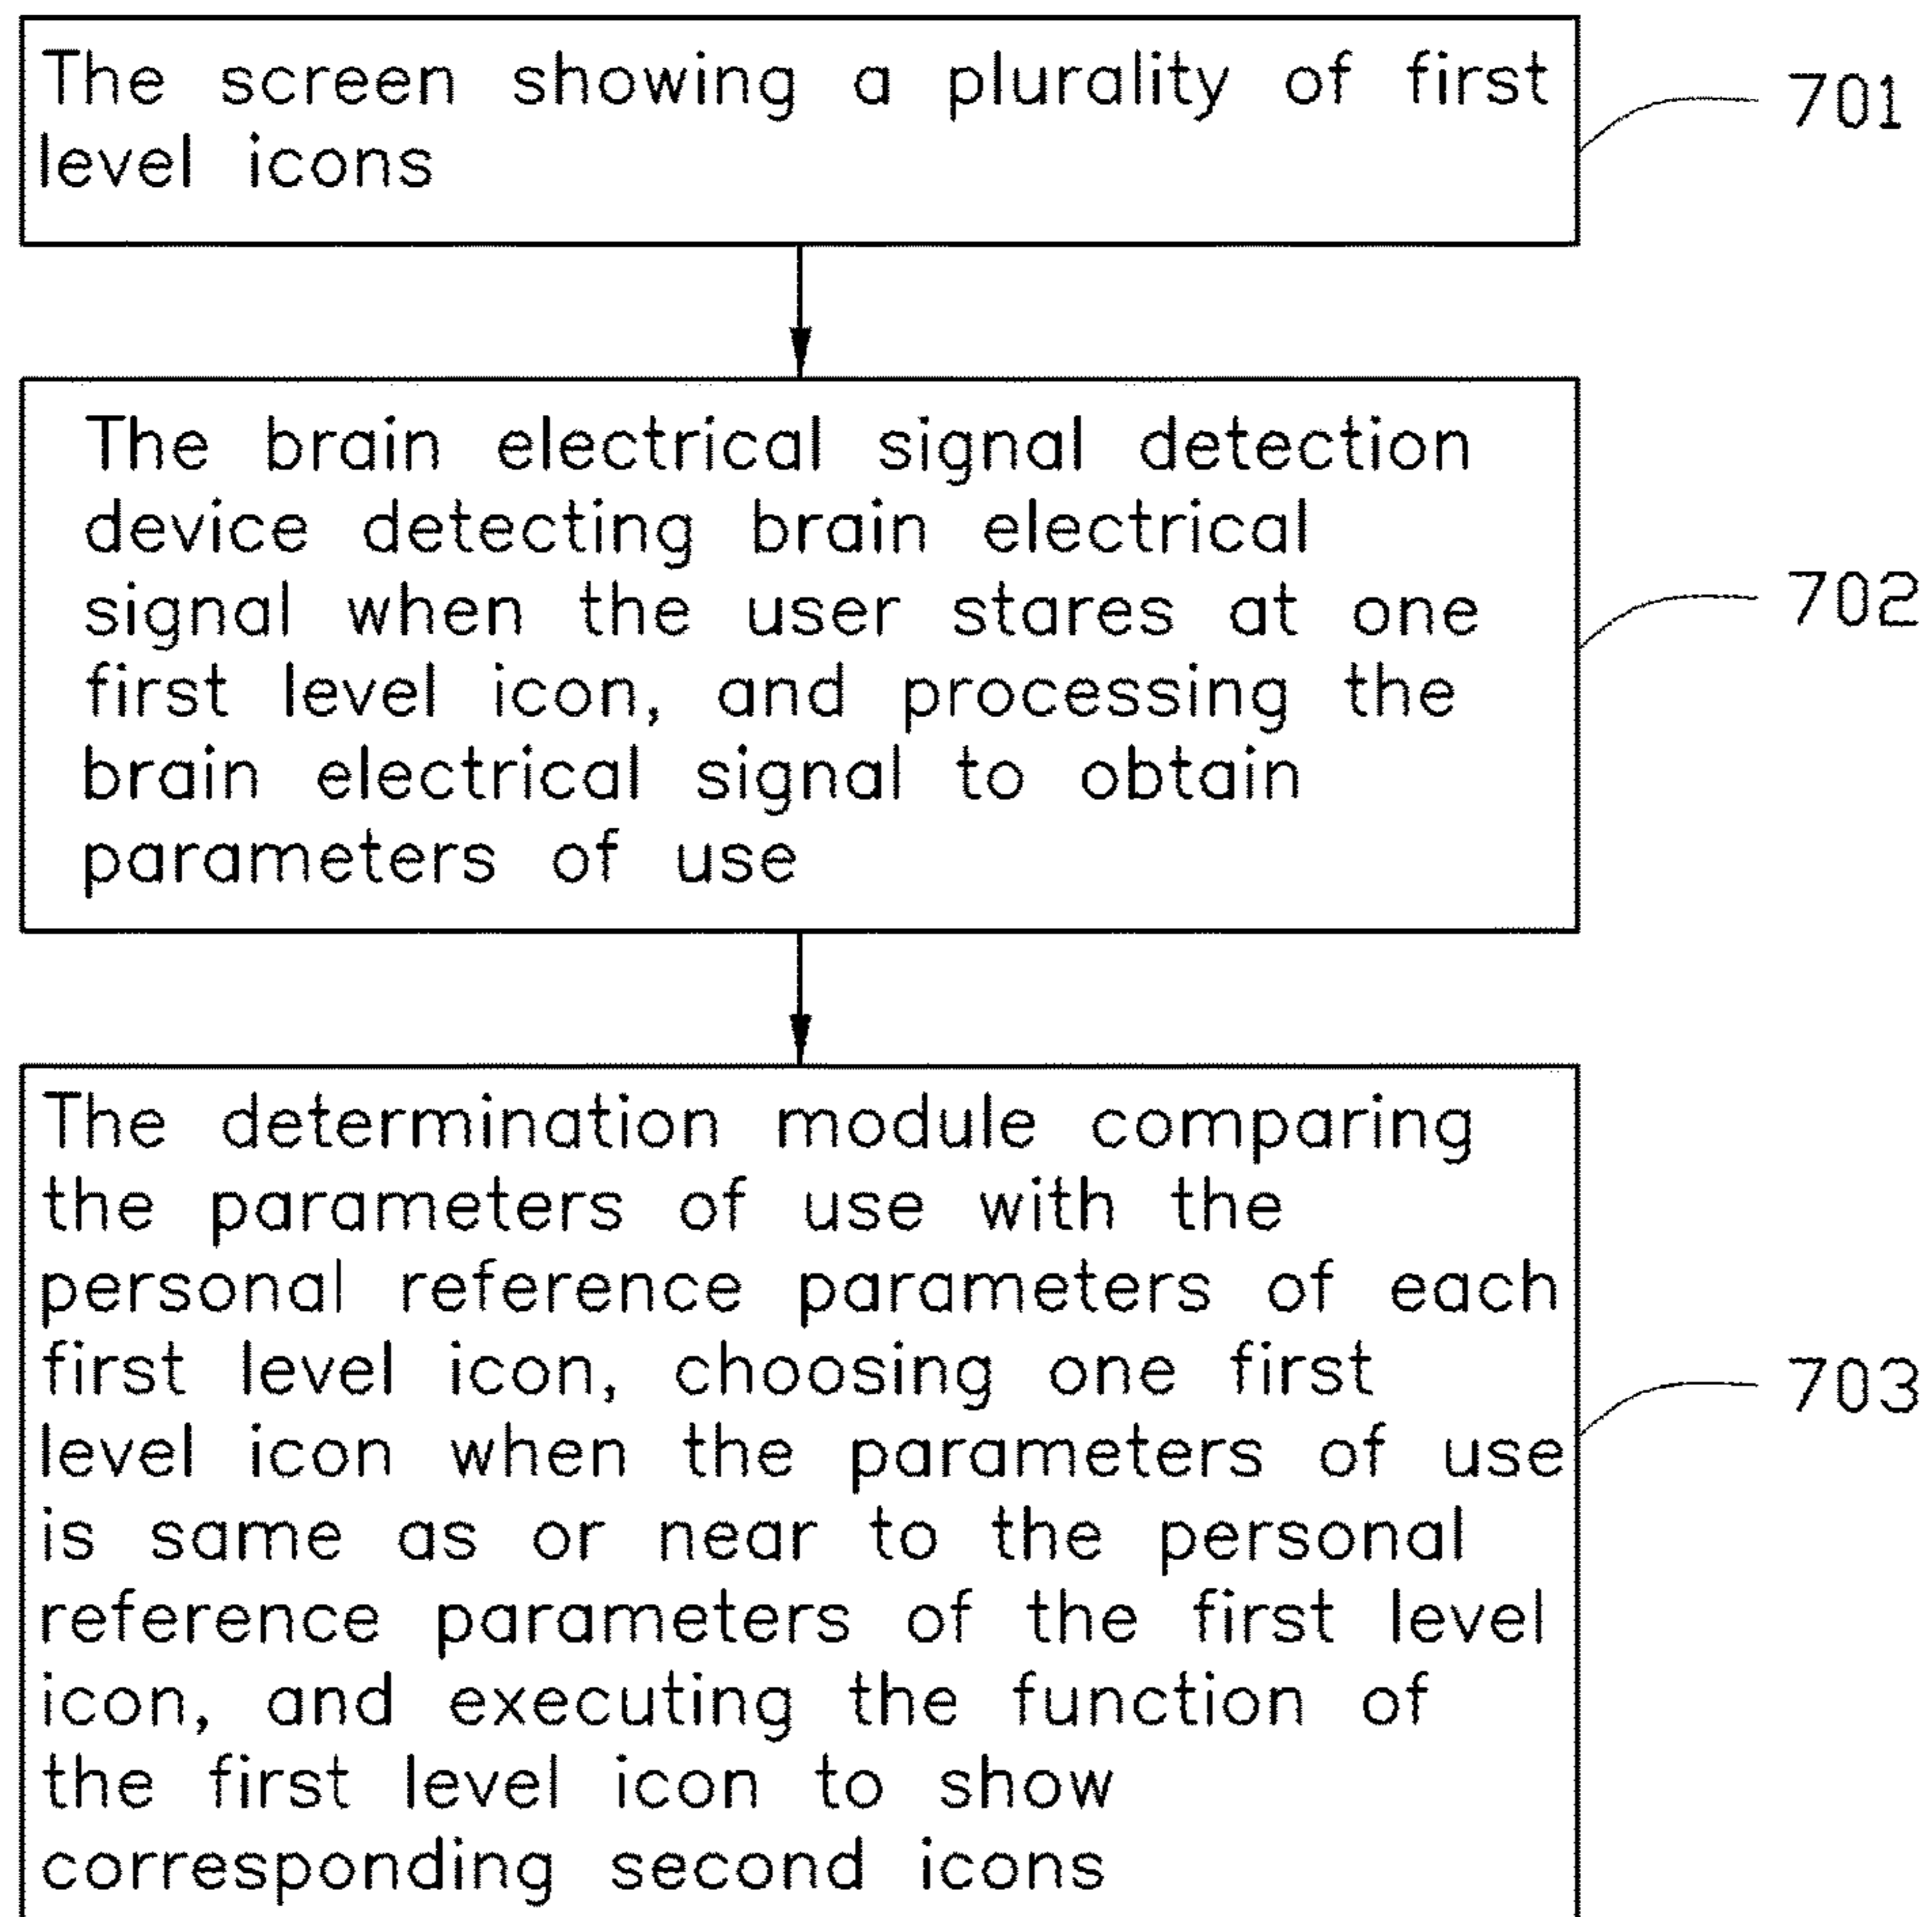 The screen showing a plurality of first
level icons
701
The brain electrical signal detection
device detecting brain electrical
signal when the user stares at one
first level icon, and processing the
brain electrical signal to obtain
parameters of use
702
The determination module comparing
the parameters of use with the
personal reference parameters of each
first level icon, choosing one first
level icon when the parameters of use
is same as or near to the personal
reference parameters of the first level
icon, and executing the function of
the first level icon to show
corresponding second icons
703